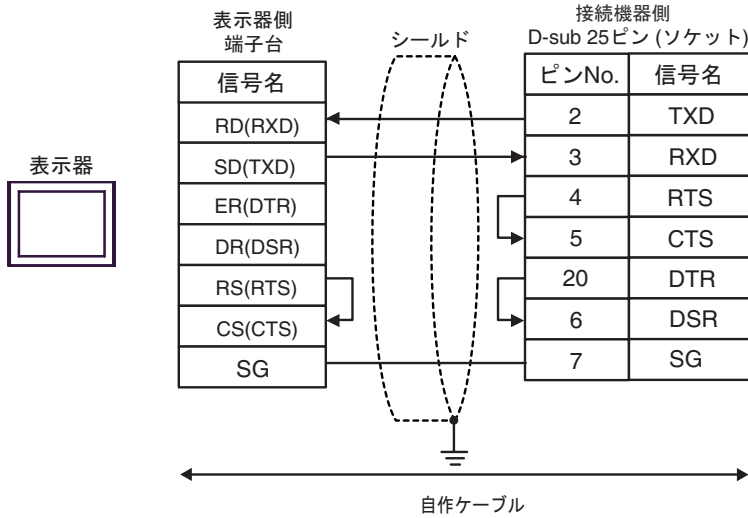 表示器側
端子台
シールド
接続機器側
D-sub 25ピン (ソケット)
信号名
ピンNo. 信号名
RD(RXD) 2 TXD
SD(TXD) 3 RXD
表示器
ER(DTR) 4 RTS
DR(DSR) 5 CTS
RS(RTS) 20 DTR
CS(CTS) 6 DSR
SG 7 SG
自作ケーブル